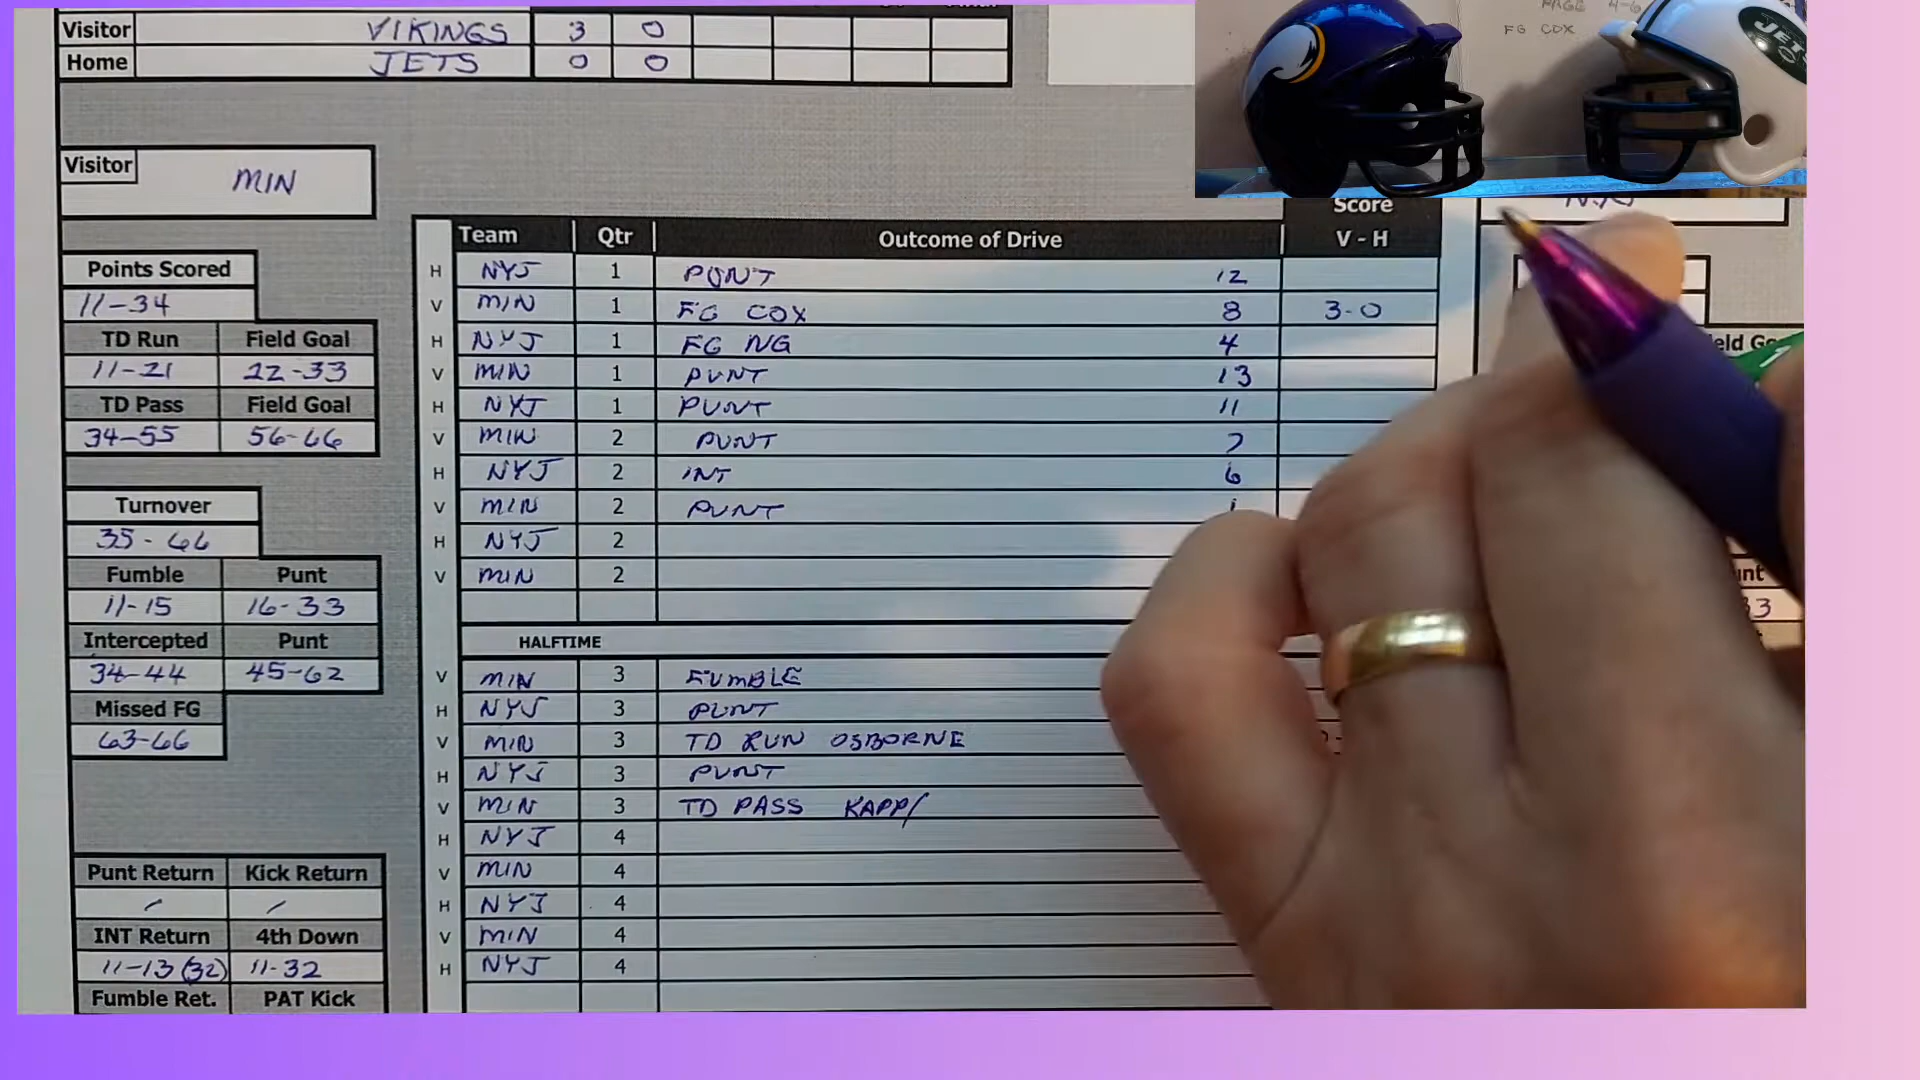 Visitor VIKINGS 3 0
Home JETS 0 0
PAGE 4-6
FG COX
JETS
Visitor MIN
Points Scored
11-34
TD Run Field Goal
11-21 22-33
TD Pass Field Goal
34-55 56-66
Turnover
35-66
Fumble Punt
11-15 16-33
Intercepted Punt
34-44 45-62
Missed FG
63-66
Punt Return Kick Return
INT Return 4th Down
11-13 (32) 11-32
Fumble Ret. PAT Kick
Team Qtr Outcome of Drive Score V - H
H NYJ 1 PUNT 12
V MIN 1 FG COX 8 3-0
H NYJ 1 FG NG 4
V MIN 1 PUNT 13
H NYJ 1 PUNT 11
V MIN 2 PUNT 7
H NYJ 2 INT 6
V MIN 2 PUNT
H NYJ 2
V MIN 2
HALFTIME
V MIN 3 FUMBLE
H NYJ 3 PUNT
V MIN 3 TD RUN OSBORNE
H NYJ 3 PUNT
V MIN 3 TD PASS KAPP/
H NYJ 4
V MIN 4
H NYJ 4
V MIN 4
H NYJ 4